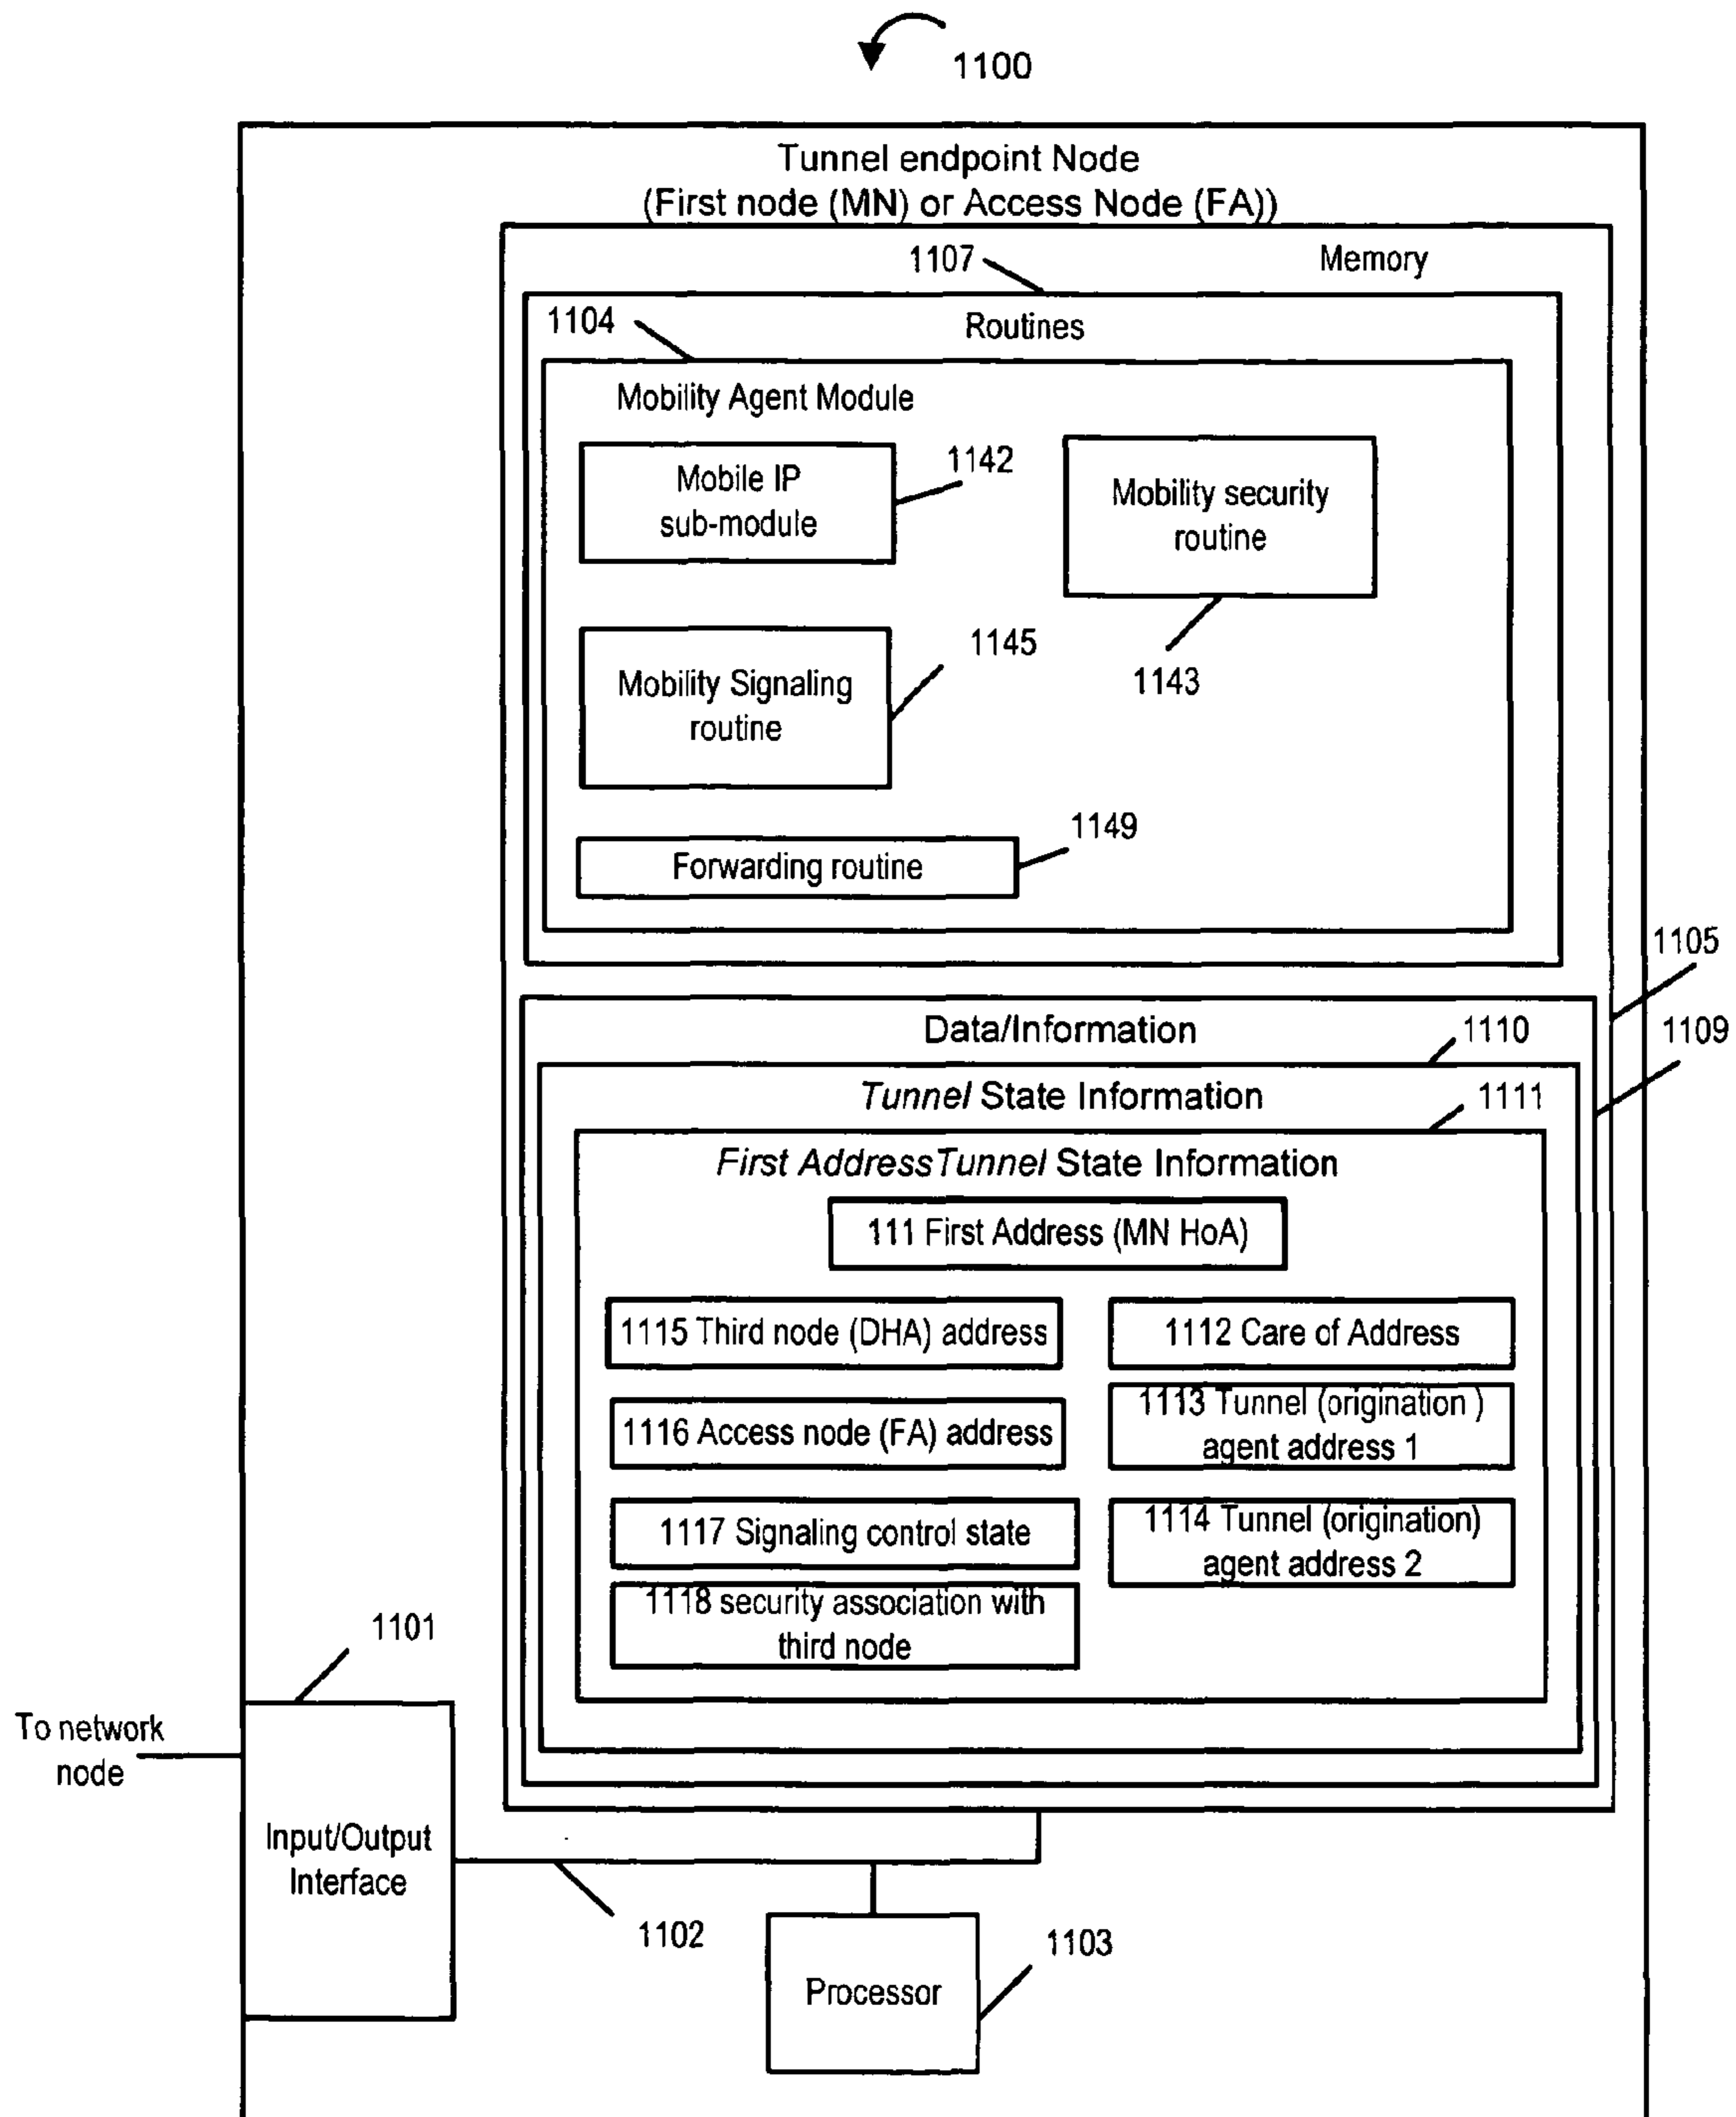 1100
Tunnel endpoint Node
(First node (MN) or Access Node (FA))
1107
Memory
1104
Routines
Mobility Agent Module
Mobile IP
sub-module
1142
Mobility security
routine
1143
Mobility Signaling
routine
1145
Forwarding routine
1149
1105
1109
Data/Information
1110
Tunnel State Information
1111
First AddressTunnel State Information
111 First Address (MN HoA)
1115 Third node (DHA) address
1112 Care of Address
1116 Access node (FA) address
1113 Tunnel (origination )
agent address 1
1117 Signaling control state
1114 Tunnel (origination)
agent address 2
1118 security association with
third node
1101
To network
node
Input/Output
Interface
1102
1103
Processor